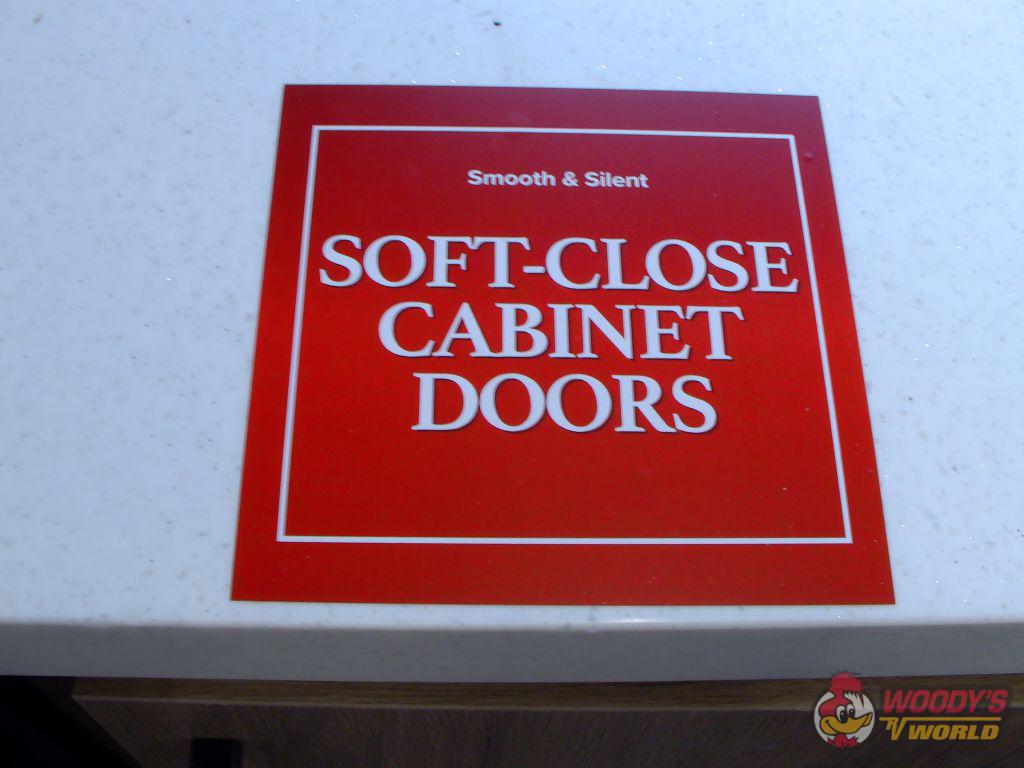 Smooth & Silent
SOFT-CLOSE
CABINET
DOORS
WOODY'S
RV WORLD